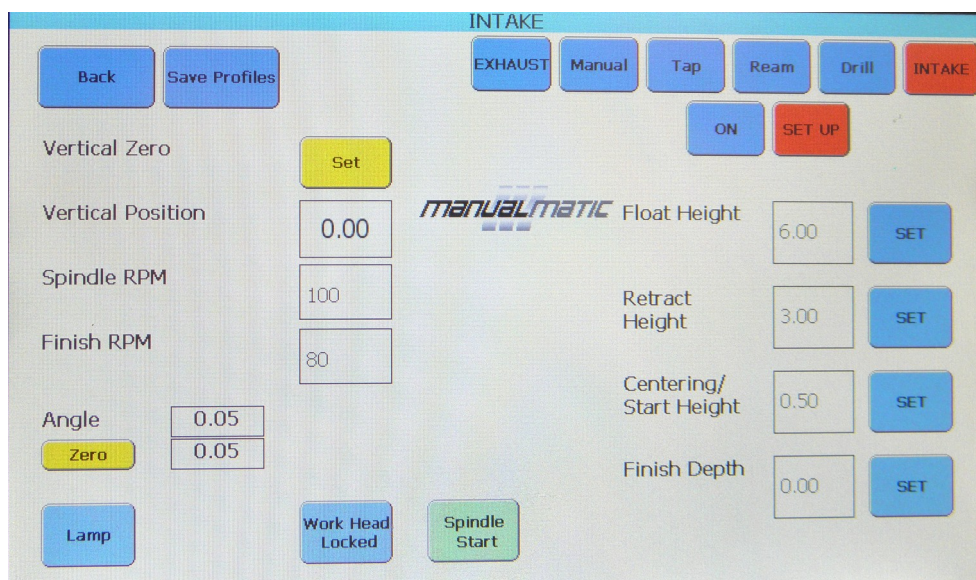 INTAKE
Back
Save Profiles
EXHAUST
Manual
Tap
Ream
Drill
INTAKE
ON
SET UP
Vertical Zero
Set
Vertical Position
0.00
manualmatic
Float Height
6.00
SET
Spindle RPM
100
Retract
Height
3.00
SET
Finish RPM
80
Centering/
Start Height
0.50
SET
Angle
0.05
Zero
0.05
Finish Depth
0.00
SET
Lamp
Work Head
Locked
Spindle
Start